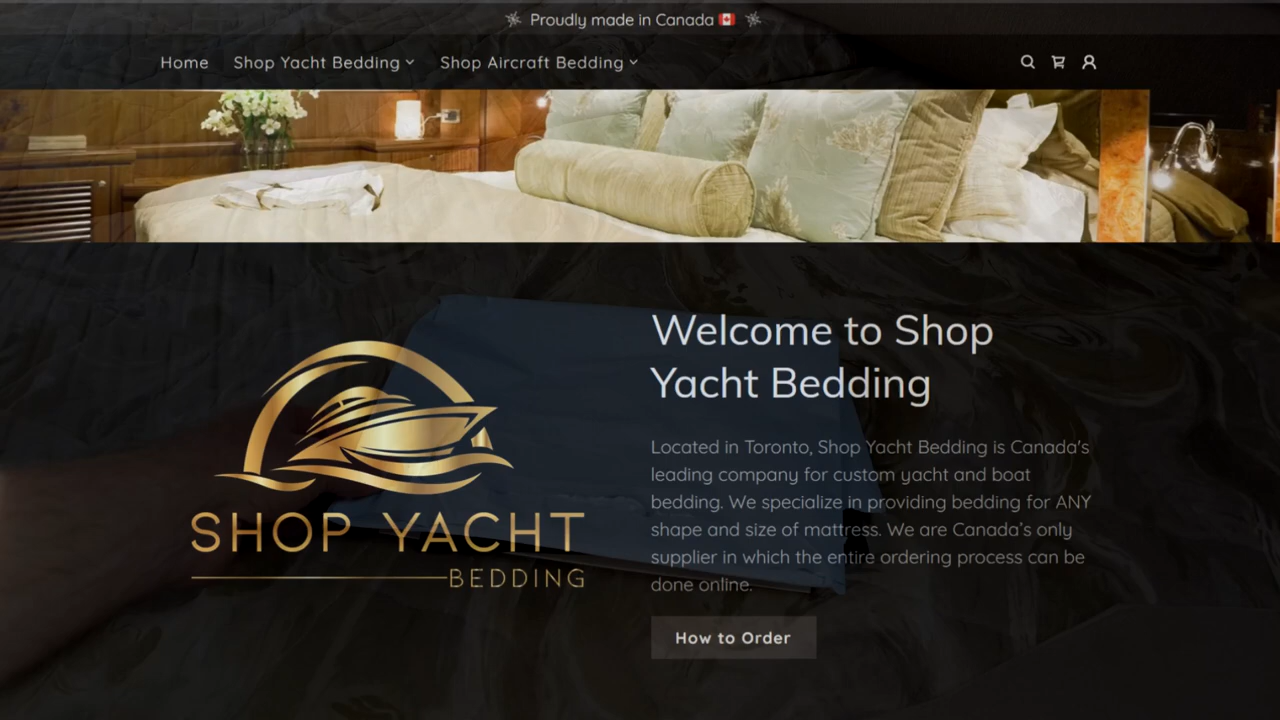 Proudly made in Canada 🇨🇦
Home Shop Yacht Bedding Shop Aircraft Bedding
Welcome to Shop
Yacht Bedding
Located in Toronto, Shop Yacht Bedding is Canada's
leading company for custom yacht and boat
bedding. We specialize in providing bedding for ANY
shape and size of mattress. We are Canada's only
supplier in which the entire ordering process can be
done online.
How to Order
SHOP YACHT
BEDDING